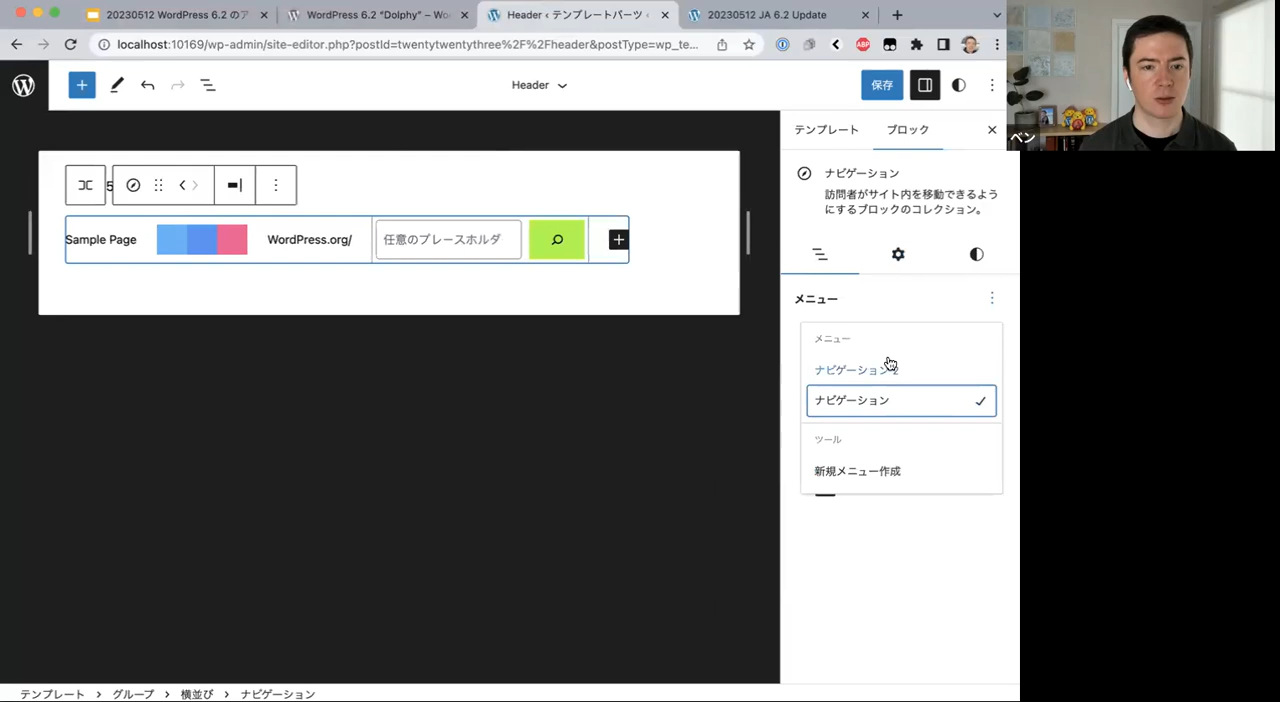 20230512 WordPress 6.2 のア
WordPress 6.2 “Dolphy” – Wo
Header ‹ テンプレートパーツ ‹
20230512 JA 6.2 Update
localhost:10169/wp-admin/site-editor.php?postId=twentytwentythree%2F%2Fheader&postType=wp_te...
ABP
ベン
Header
保存
テンプレート
ブロック
5
Sample Page
WordPress.org/
任意のプレースホルダ
ナビゲーション
訪問者がサイト内を移動できるよう
にするブロックのコレクション。
メニュー
メニュー
ナビゲーション 2
ナビゲーション
ツール
新規メニュー作成
テンプレート > グループ > 横並び > ナビゲーション